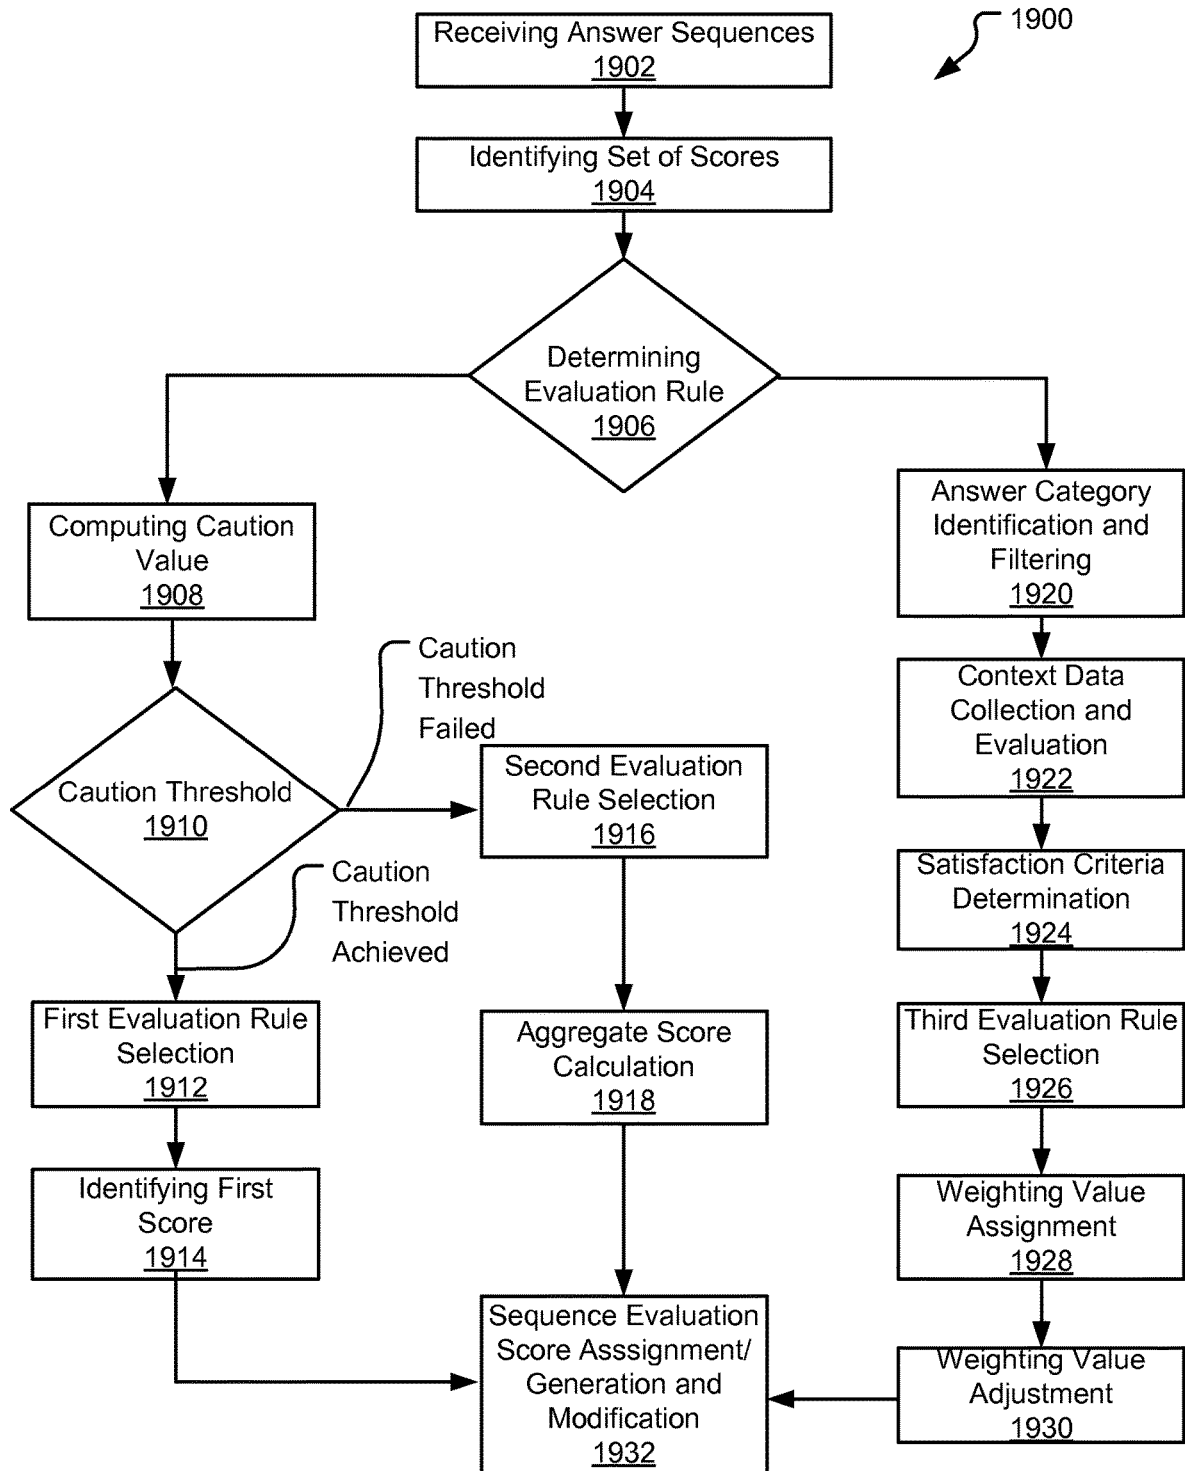 1900
Receiving Answer Sequences
1902
Identifying Set of Scores
1904
Determining
Evaluation Rule
1906
Computing Caution
Value
1908
Caution Threshold
1910
Caution
Threshold
Failed
Caution
Threshold
Achieved
First Evaluation Rule
Selection
1912
Identifying First
Score
1914
Second Evaluation
Rule Selection
1916
Aggregate Score
Calculation
1918
Answer Category
Identification and
Filtering
1920
Context Data
Collection and
Evaluation
1922
Satisfaction Criteria
Determination
1924
Third Evaluation Rule
Selection
1926
Weighting Value
Assignment
1928
Weighting Value
Adjustment
1930
Sequence Evaluation
Score Asssignment/
Generation and
Modification
1932